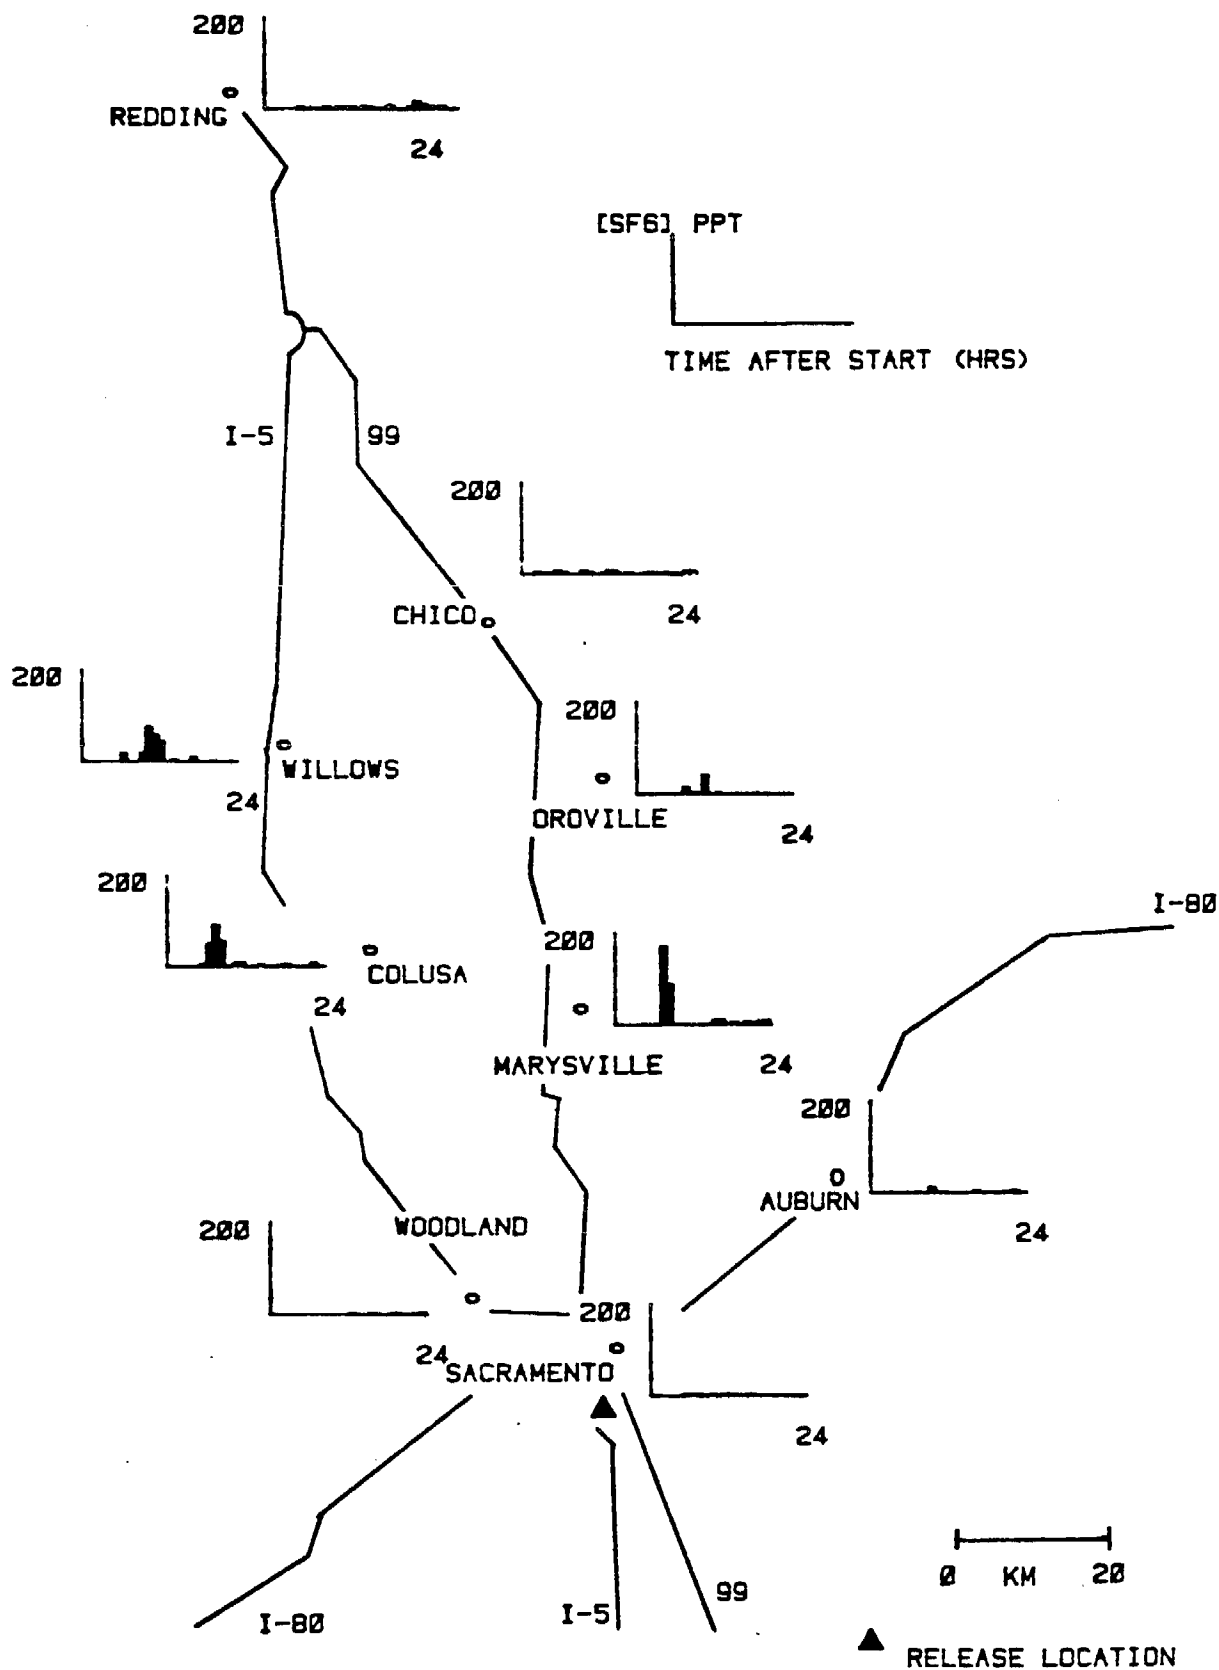 200
REDDING
24
[SF6] PPT
TIME AFTER START (HRS)
I-5
99
200
CHICO
24
200
WILLOWS
24
200
OROVILLE
24
200
COLUSA
24
I-80
200
MARYSVILLE
24
200
AUBURN
24
WOODLAND
200
24
200
SACRAMENTO
24
0 KM 20
99
I-5
I-80
RELEASE LOCATION